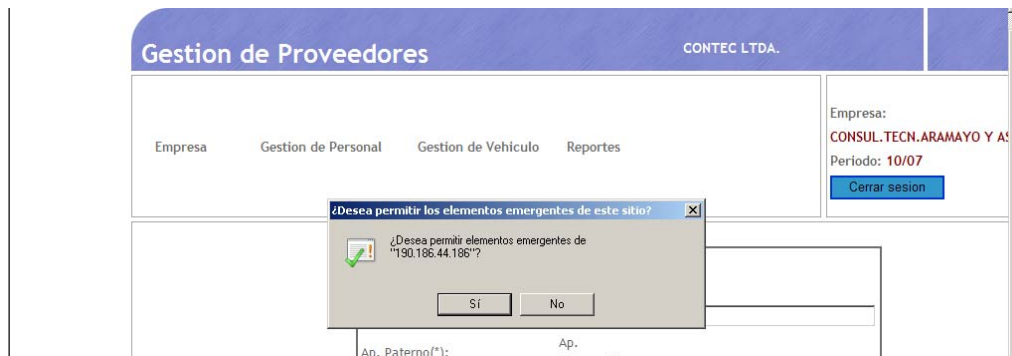 Gestion de Proveedores
CONTEC LTDA.
Empresa
Gestion de Personal
Gestion de Vehiculo
Reportes
Empresa:
CONSUL.TECN.ARAMAYO Y
Periodo: 10/07
Cerrar sesion
¿Desea permitir los elementos emergentes de este sitio?
¿Desea permitir elementos emergentes de
"190.186.44.186"?
Sí
No
Ap. Paterno(*):
Ap.